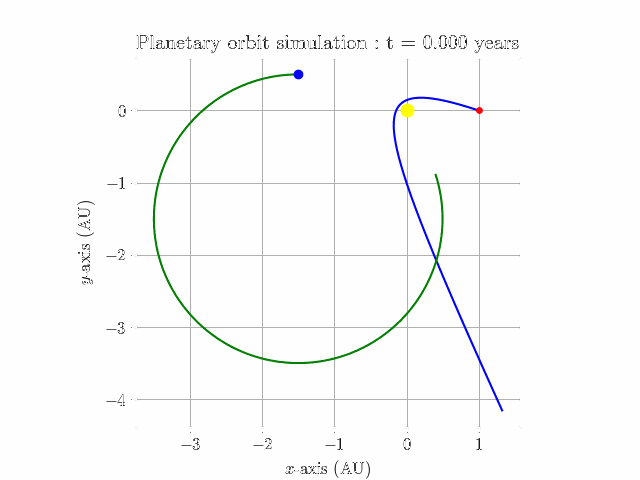 Planetary orbit simulation : t = 0.000 years
y-axis (AU)
0
−1
−2
−3
−4
−3 −2 −1 0 1
x-axis (AU)